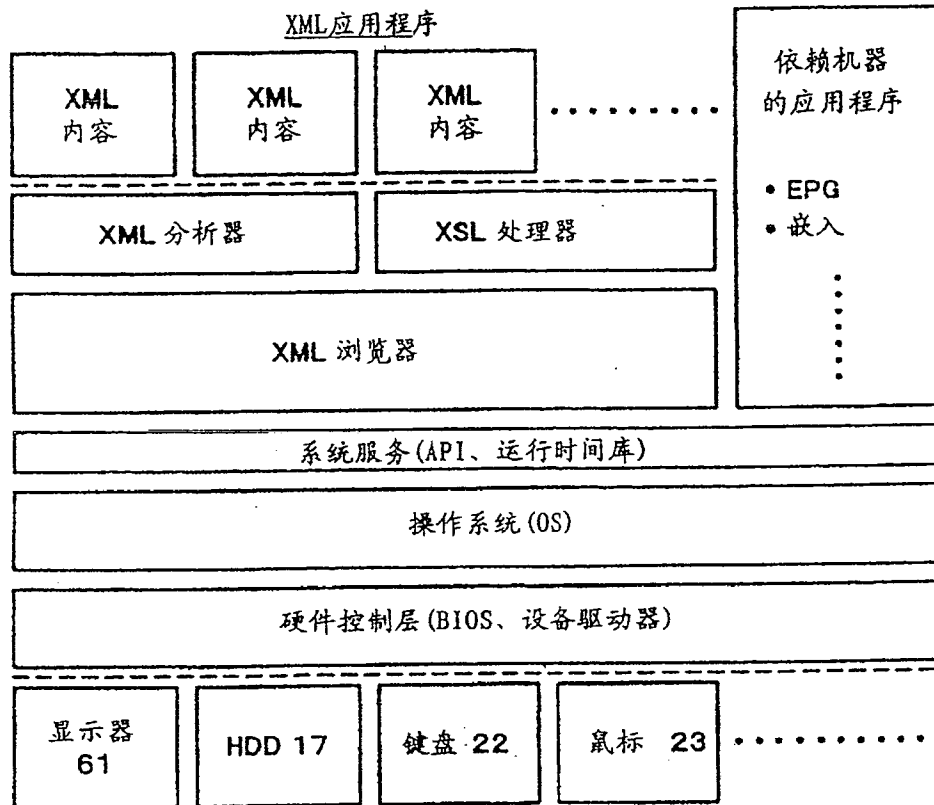 XML应用程序
XML
内容
XML
内容
XML
内容
依赖机器
的应用程序
• EPG
• 嵌入
XML 分析器
XSL 处理器
XML 浏览器
系统服务(API、运行时间库)
操作系统(OS)
硬件控制层(BIOS、设备驱动器)
显示器
61
HDD 17
键盘 22
鼠标 23